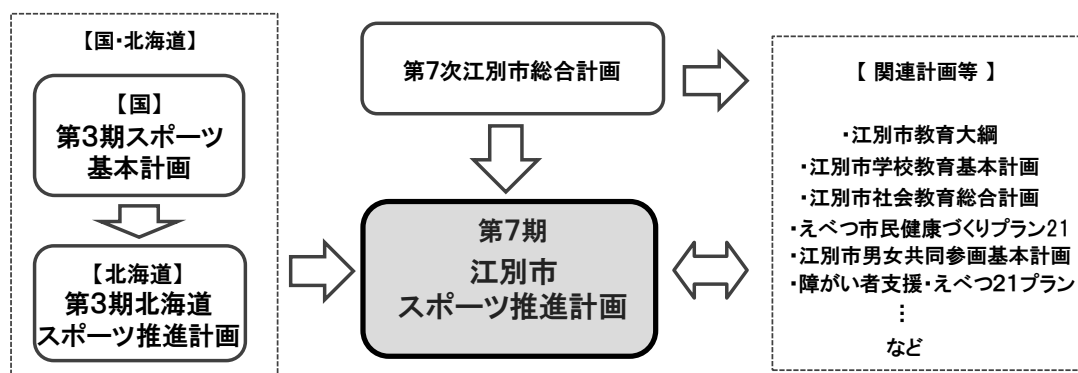 【国・北海道】
【国】
第3期スポーツ
基本計画
【北海道】
第3期北海道
スポーツ推進計画
第7次江別市総合計画
第7期
江別市
スポーツ推進計画
【 関連計画等 】
・江別市教育大綱
・江別市学校教育基本計画
・江別市社会教育総合計画
・えべつ市民健康づくりプラン21
・江別市男女共同参画基本計画
・障がい者支援・えべつ21プラン
⋮
など